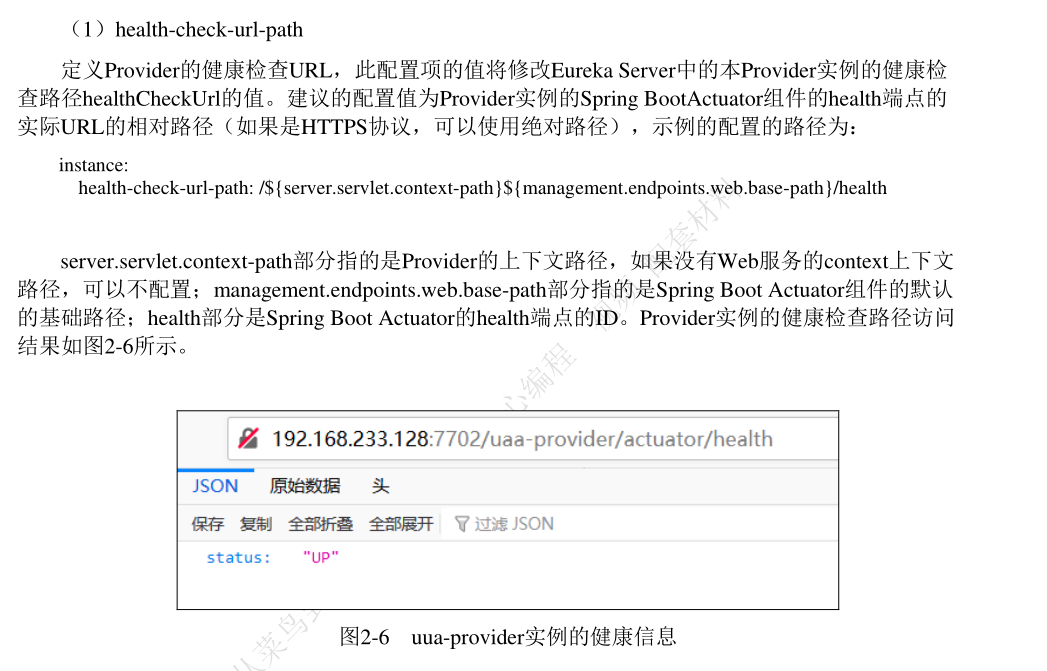 （1）health-check-url-path
定义Provider的健康检查URL，此配置项的值将修改Eureka Server中的本Provider实例的健康检
查路径healthCheckUrl的值。建议的配置值为Provider实例的Spring BootActuator组件的health端点的
实际URL的相对路径（如果是HTTPS协议，可以使用绝对路径），示例的配置的路径为：
instance:
health-check-url-path: /${server.servlet.context-path}${management.endpoints.web.base-path}/health
server.servlet.context-path部分指的是Provider的上下文路径，如果没有Web服务的context上下文
路径，可以不配置；management.endpoints.web.base-path部分指的是Spring Boot Actuator组件的默认
的基础路径；health部分是Spring Boot Actuator的health端点的ID。Provider实例的健康检查路径访问
结果如图2-6所示。
192.168.233.128:7702/uaa-provider/actuator/health
JSON 原始数据 头
保存 复制 全部折叠 全部展开 过滤 JSON
status: "UP"
图2-6 uua-provider实例的健康信息